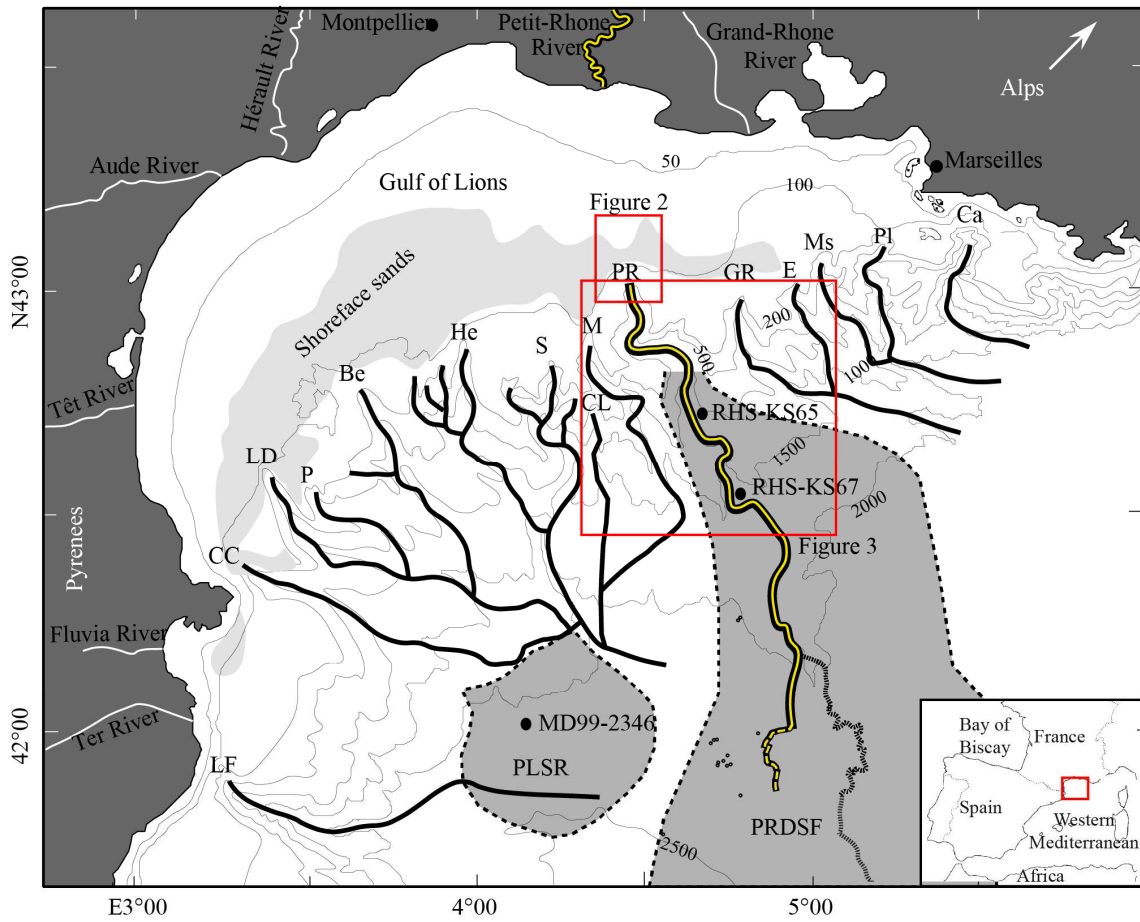 Montpellier
Petit-Rhone
River
Grand-Rhone
River
Alps
Hérault River
Aude River
Marseilles
50
Gulf of Lions
100
Figure 2
Ca
Pl
Ms
Shoreface sands
PR
GR
E
N43°00
200
He
S
M
500
100
Be
Têt River
CL
RHS-KS65
1500
LD
P
RHS-KS67
2000
Pyrenees
CC
Figure 3
Fluvia River
Ter River
42°00
MD99-2346
Bay of
Biscay
France
LF
PLSR
Spain
PRDSF
Western
Mediterranean
2500
Africa
E3°00
4°00
5°00